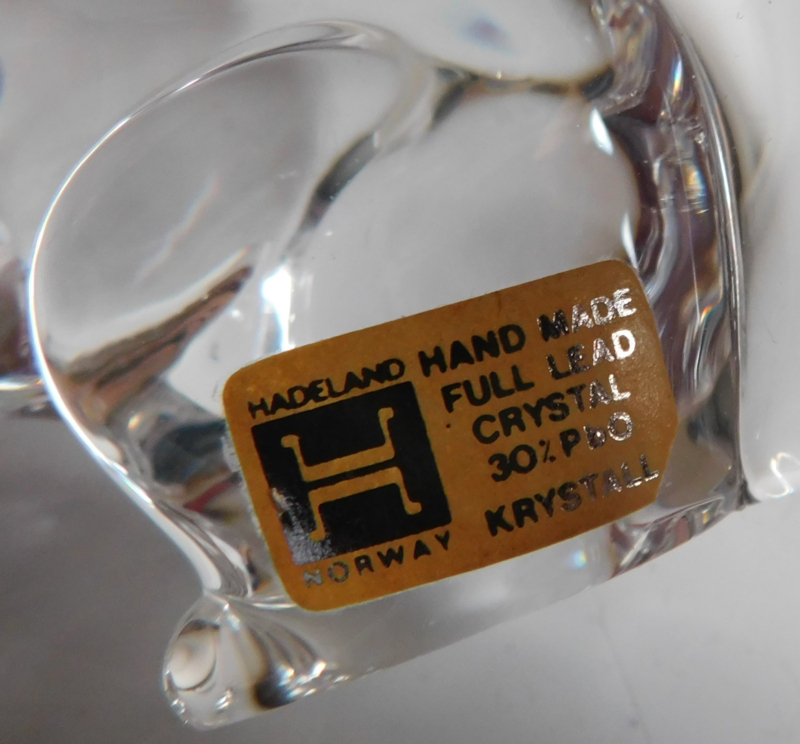 HADELAND
NORWAY
HAND MADE
FULL LEAD
CRYSTAL
30% PbO
KRYSTALL